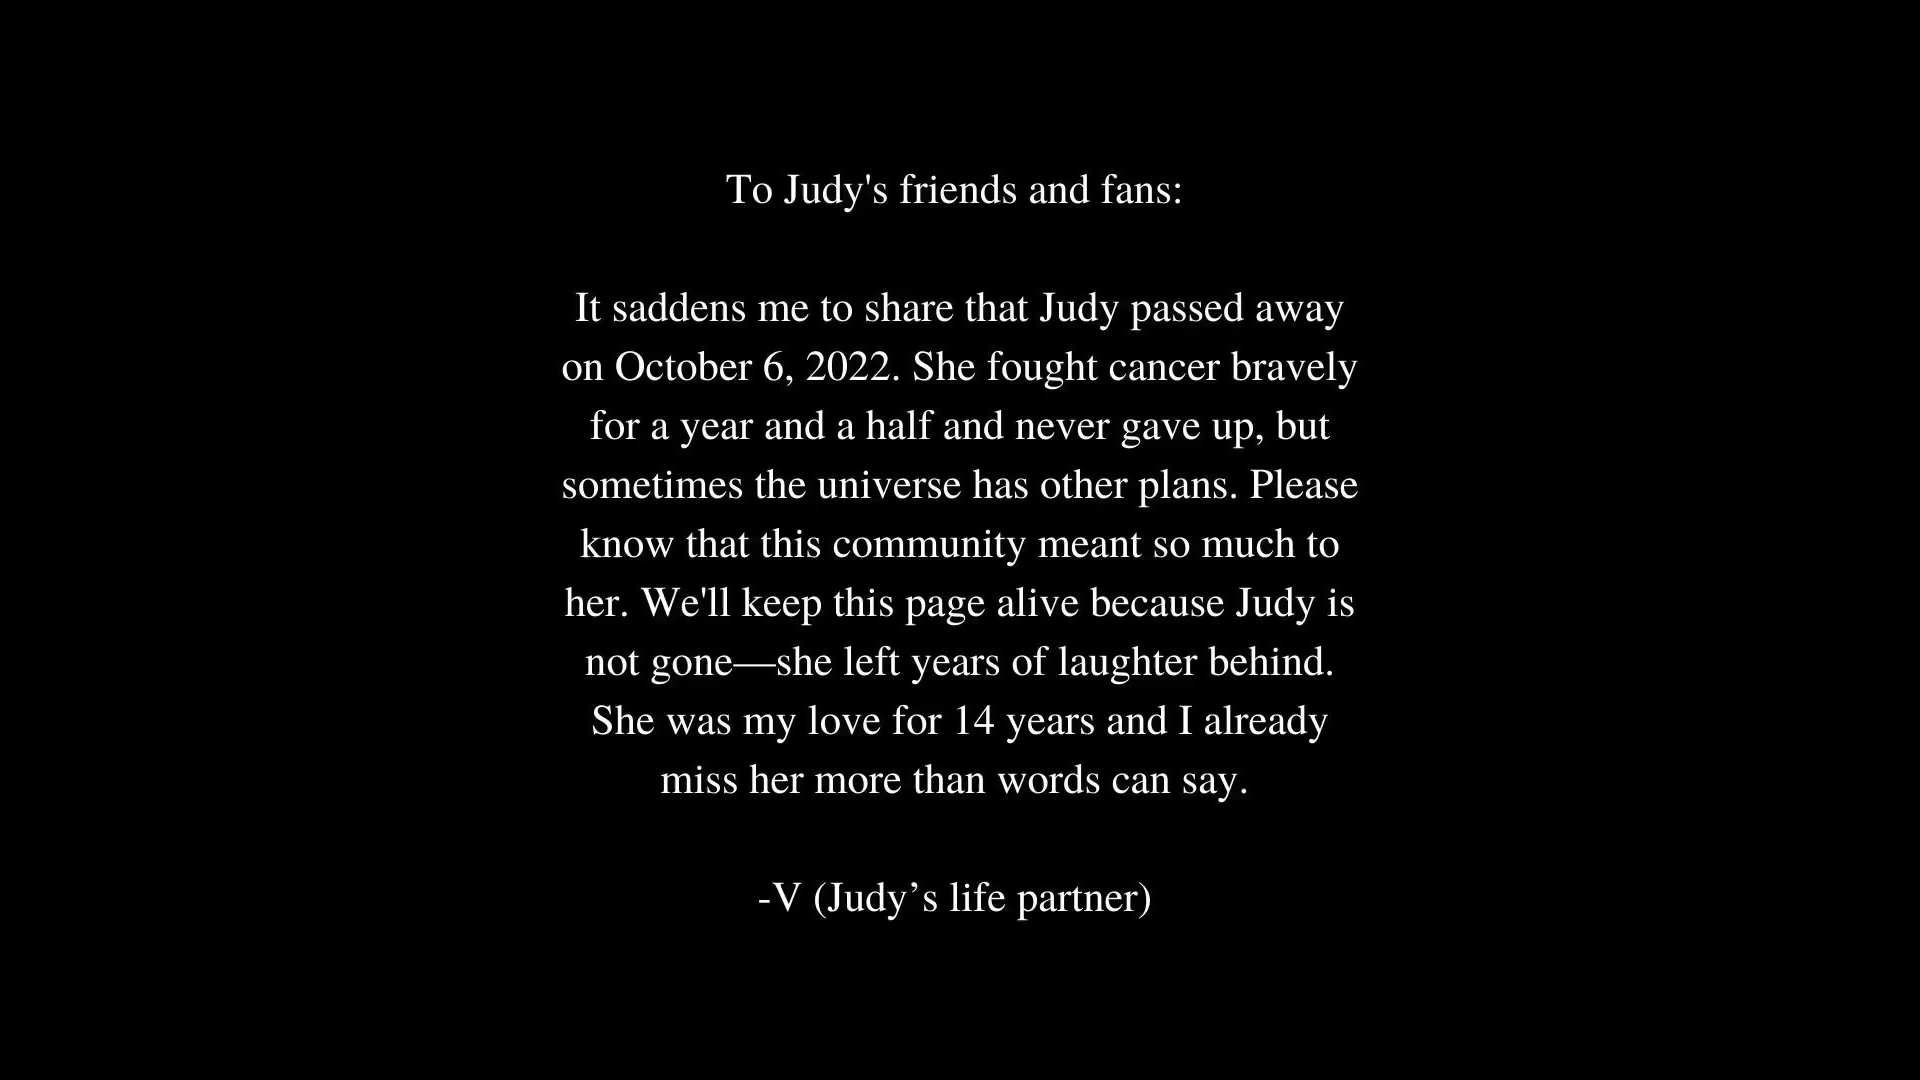 To Judy's friends and fans:
It saddens me to share that Judy passed away
on October 6, 2022. She fought cancer bravely
for a year and a half and never gave up, but
sometimes the universe has other plans. Please
know that this community meant so much to
her. We'll keep this page alive because Judy is
not gone—she left years of laughter behind.
She was my love for 14 years and I already
miss her more than words can say.
-V (Judy’s life partner)